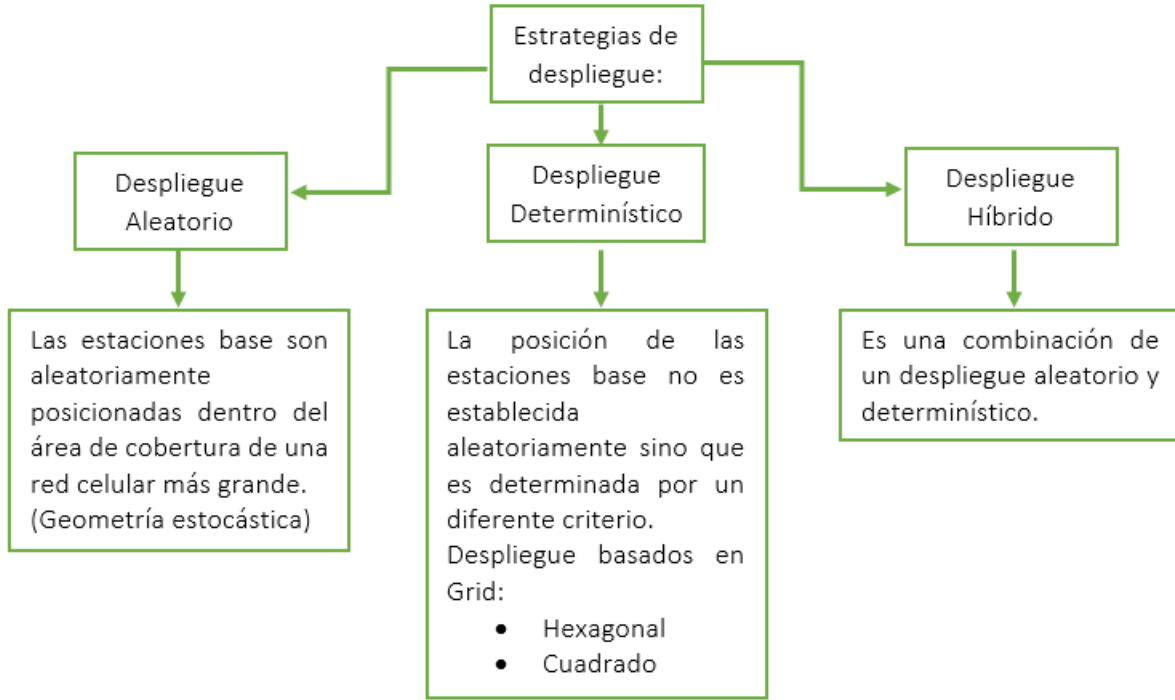 Estrategias de
despliegue:
Despliegue
Aleatorio
Despliegue
Determinístico
Despliegue
Híbrido
Las estaciones base son
aleatoriamente
posicionadas dentro del
área de cobertura de una
red celular más grande.
(Geometría estocástica)
La posición de las
estaciones base no es
establecida
aleatoriamente sino que
es determinada por un
diferente criterio.
Despliegue basados en
Grid:
• Hexagonal
• Cuadrado
Es una combinación de
un despliegue aleatorio y
determinístico.